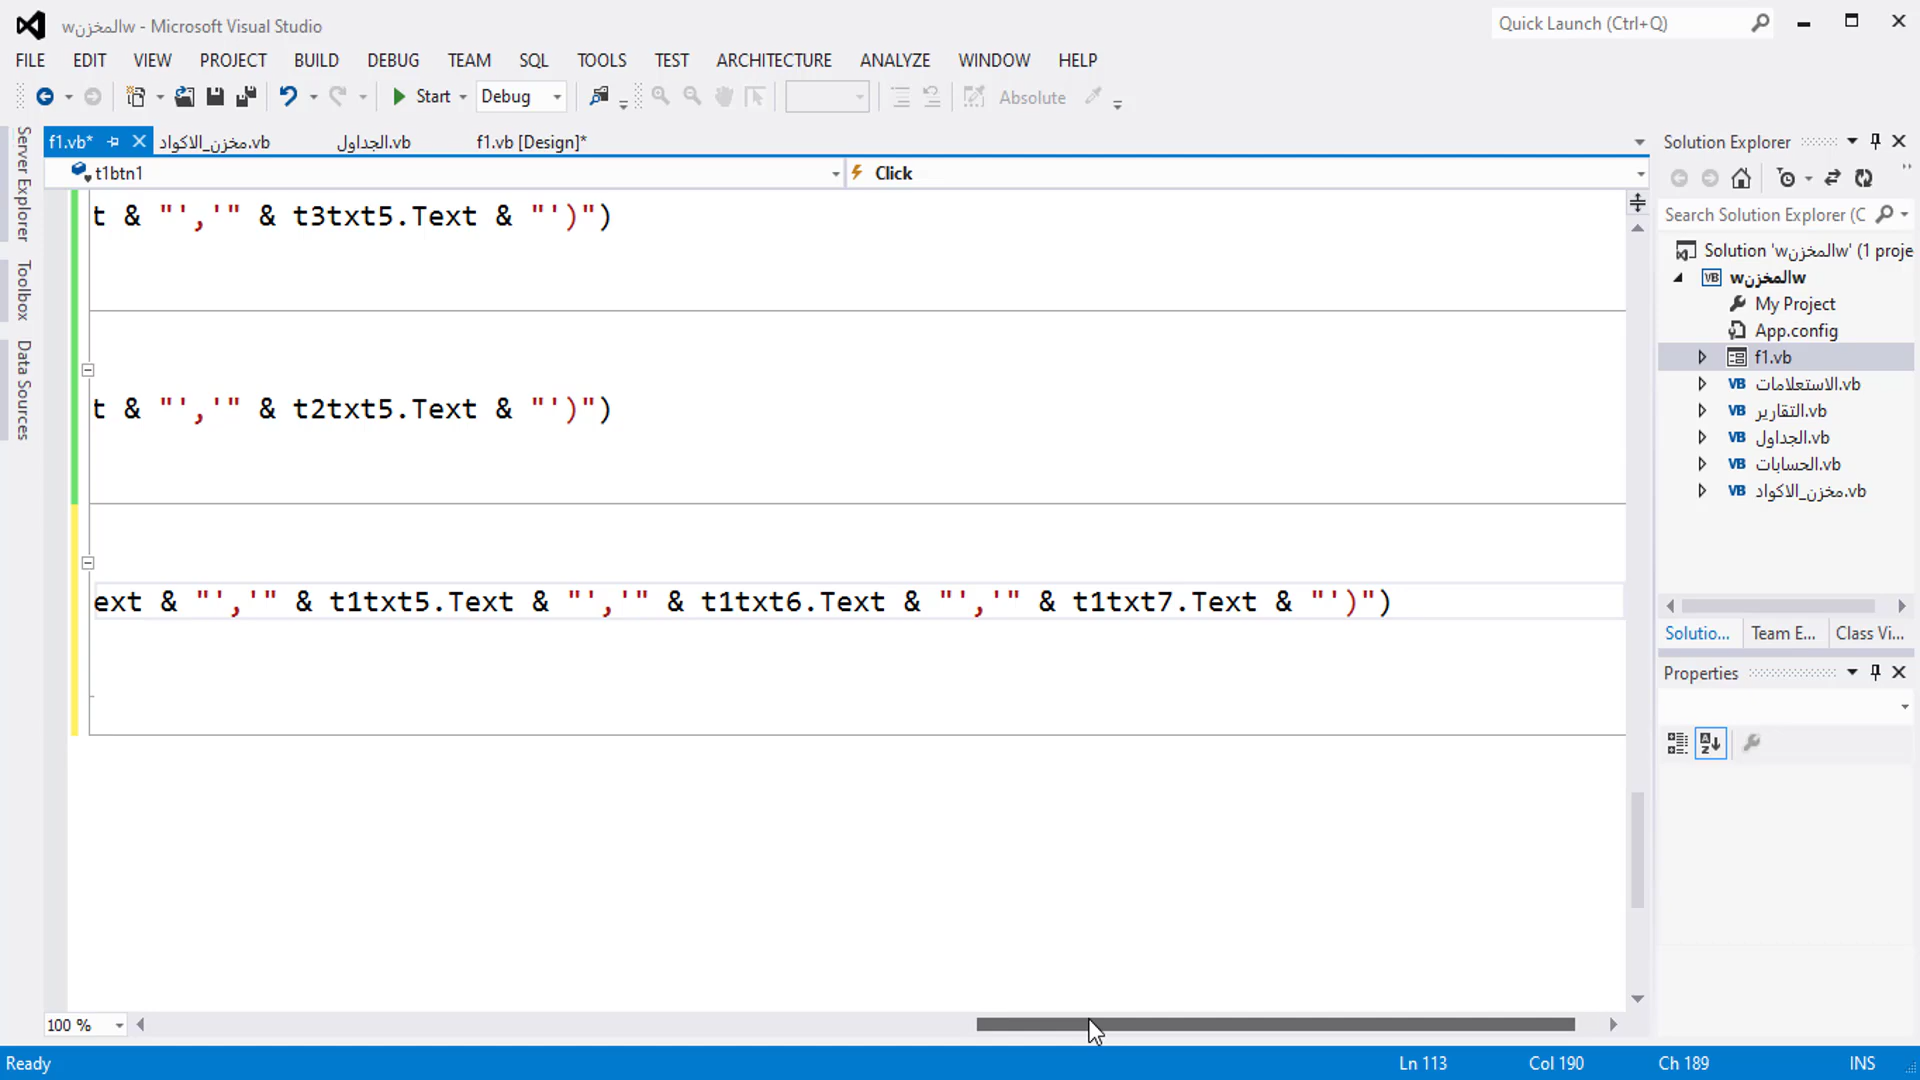 wالمخزنw - Microsoft Visual Studio
Quick Launch (Ctrl+Q)
FILE EDIT VIEW PROJECT BUILD DEBUG TEAM SQL TOOLS TEST ARCHITECTURE ANALYZE WINDOW HELP
Start Debug Absolute
f1.vb* مخزن_الاكواد.vb الجداول.vb f1.vb [Design]*
t1btn1 Click
t & "','" & t3txt5.Text & "')")
t & "','" & t2txt5.Text & "')")
ext & "','" & t1txt5.Text & "','" & t1txt6.Text & "','" & t1txt7.Text & "')")
100 %
Server Explorer
Toolbox
Data Sources
Solution Explorer
Search Solution Explorer (C
Solution 'wالمخزنw' (1 proje
wالمخزنw
My Project
App.config
f1.vb
الاستعلامات.vb
التقارير.vb
الجداول.vb
الحسابات.vb
مخزن_الاكواد.vb
Solutio... Team E... Class Vi...
Properties
Ready Ln 113 Col 190 Ch 189 INS